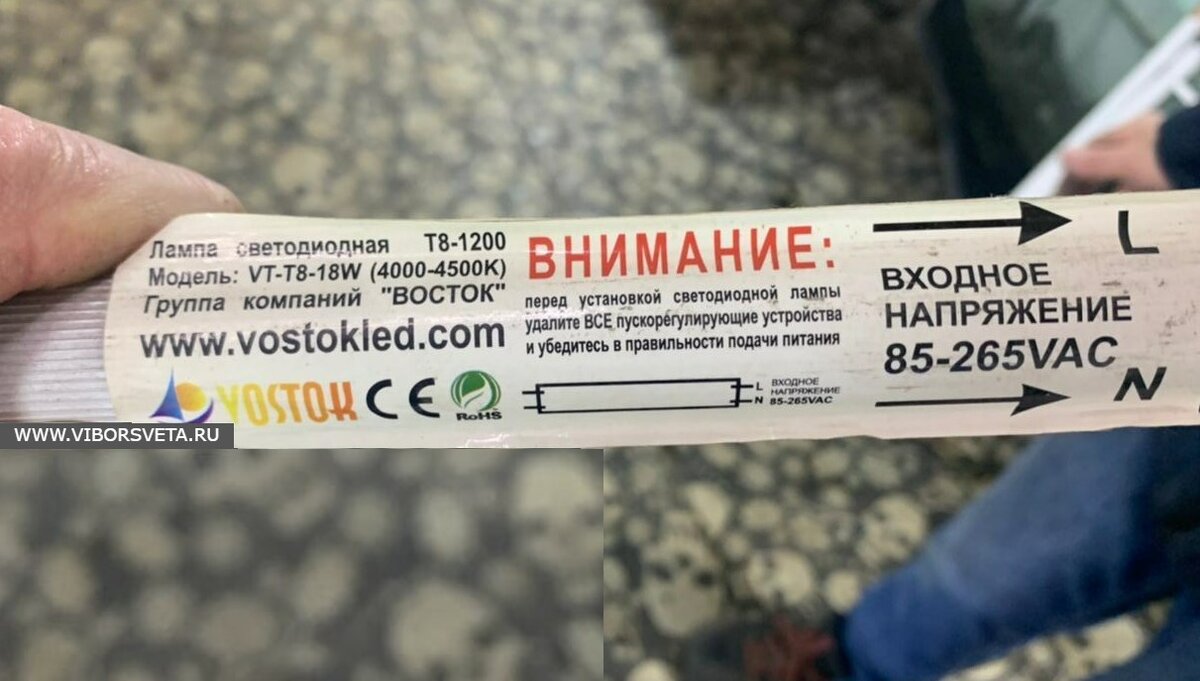 Лампа светодиодная T8-1200
Модель: VT-T8-18W (4000-4500K)
Группа компаний "ВОСТОК"
www.vostokled.com
VOSTOK CE RoHS
ВНИМАНИЕ:
перед установкой светодиодной лампы
удалите ВСЕ пускорегулирующие устройства
и убедитесь в правильности подачи питания
L ВХОДНОЕ
НАПРЯЖЕНИЕ
N 85-265VAC
L
ВХОДНОЕ
НАПРЯЖЕНИЕ
85-265VAC
N
WWW.VIBORSVETA.RU